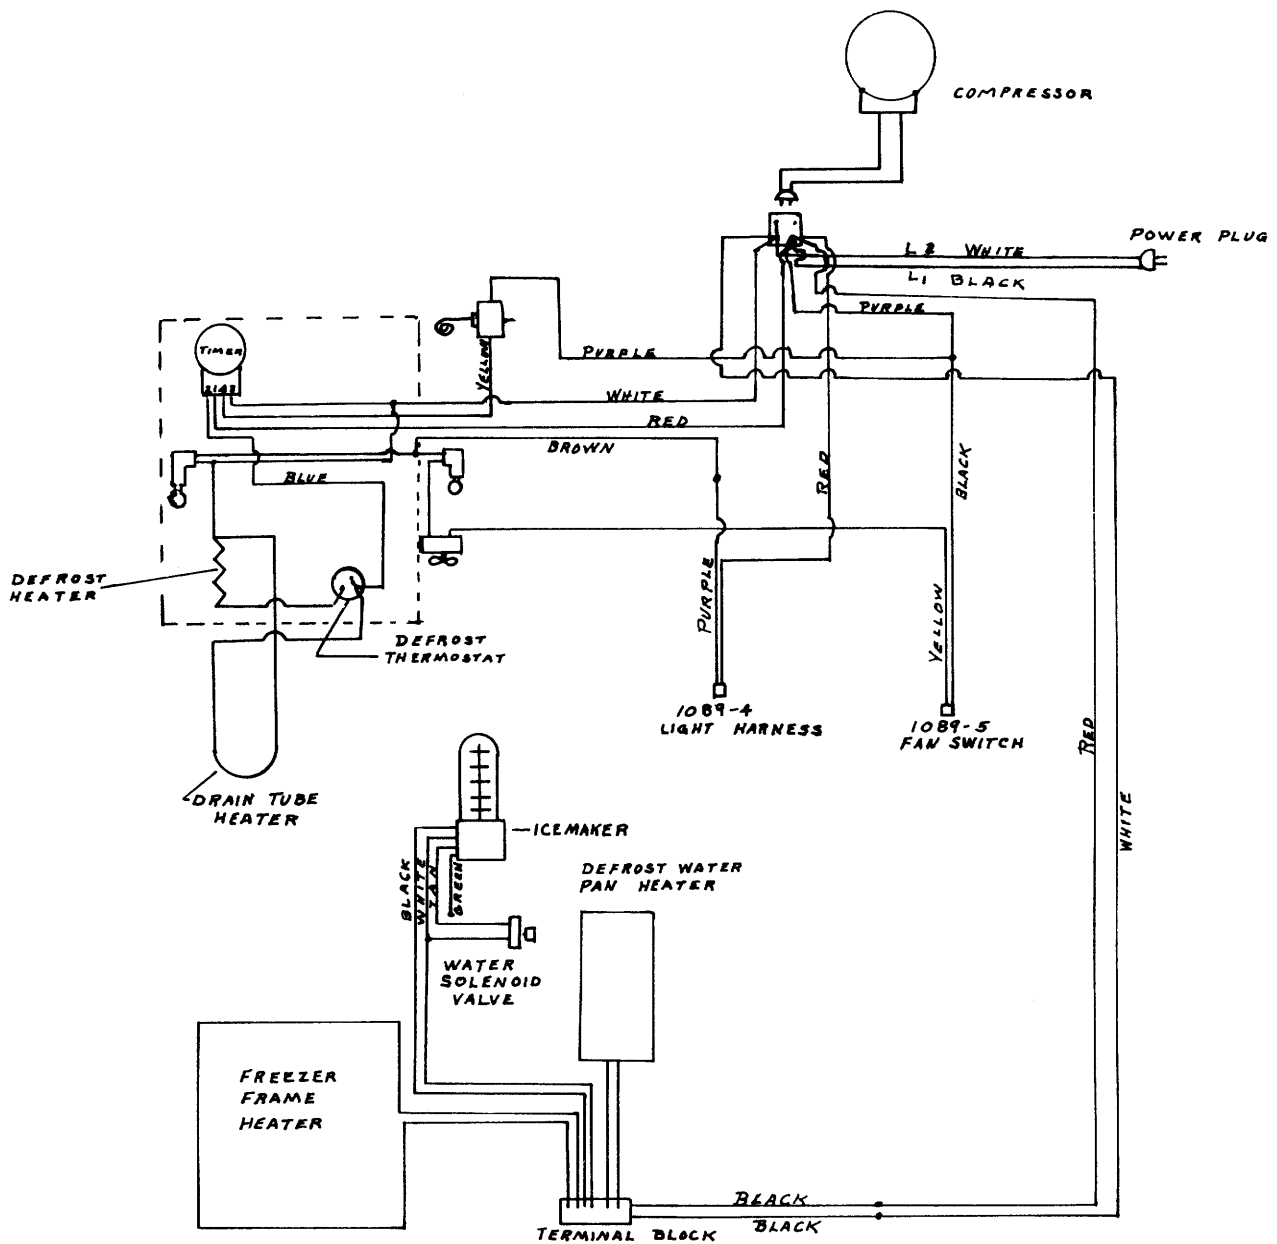 COMPRESSOR
POWER PLUG
L2 WHITE
L1 BLACK
PURPLE
TIMER
2143
YELLOW
PURPLE
WHITE
RED
BROWN
BLUE
RED
BLACK
DEFROST
HEATER
DEFROST
THERMOSTAT
PURPLE
YELLOW
1089-4
LIGHT HARNESS
1089-5
FAN SWITCH
RED
DRAIN TUBE
HEATER
WHITE
ICEMAKER
BLACK
WHITE
TAN
GREEN
DEFROST WATER
PAN HEATER
WATER
SOLENOID
VALVE
FREEZER
FRAME
HEATER
BLACK
BLACK
TERMINAL BLOCK